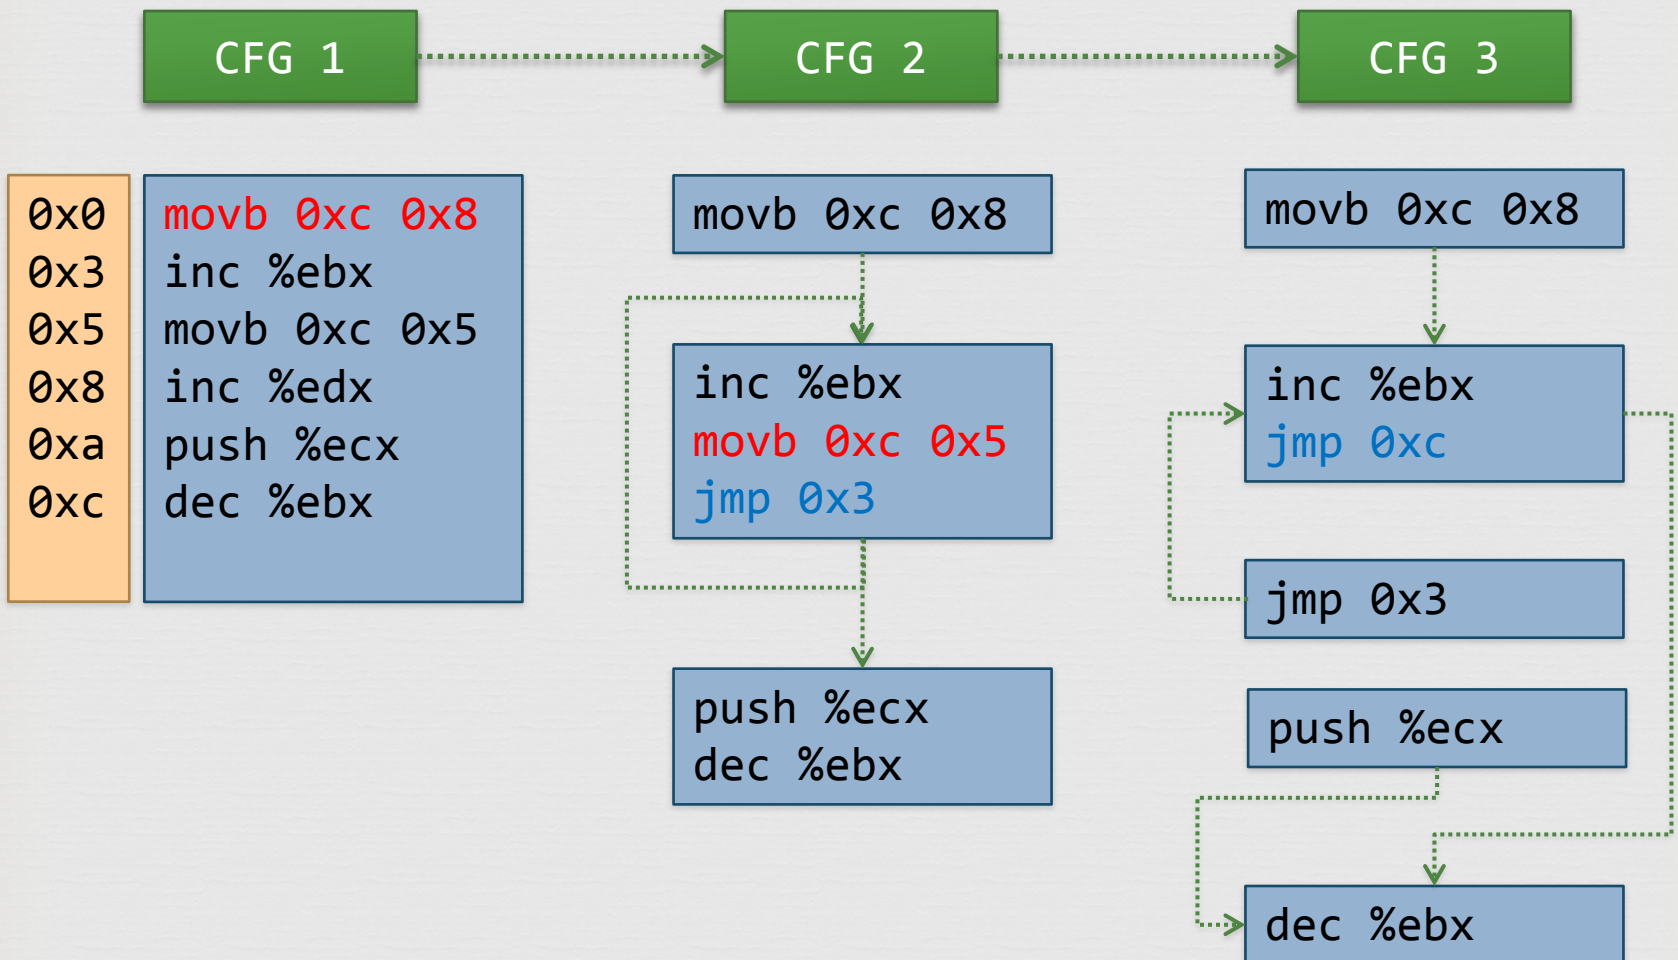 CFG 1
CFG 2
CFG 3
0x0
0x3
0x5
0x8
0xa
0xc
movb 0xc 0x8
inc %ebx
movb 0xc 0x5
inc %edx
push %ecx
dec %ebx
movb 0xc 0x8
inc %ebx
movb 0xc 0x5
jmp 0x3
push %ecx
dec %ebx
movb 0xc 0x8
inc %ebx
jmp 0xc
jmp 0x3
push %ecx
dec %ebx